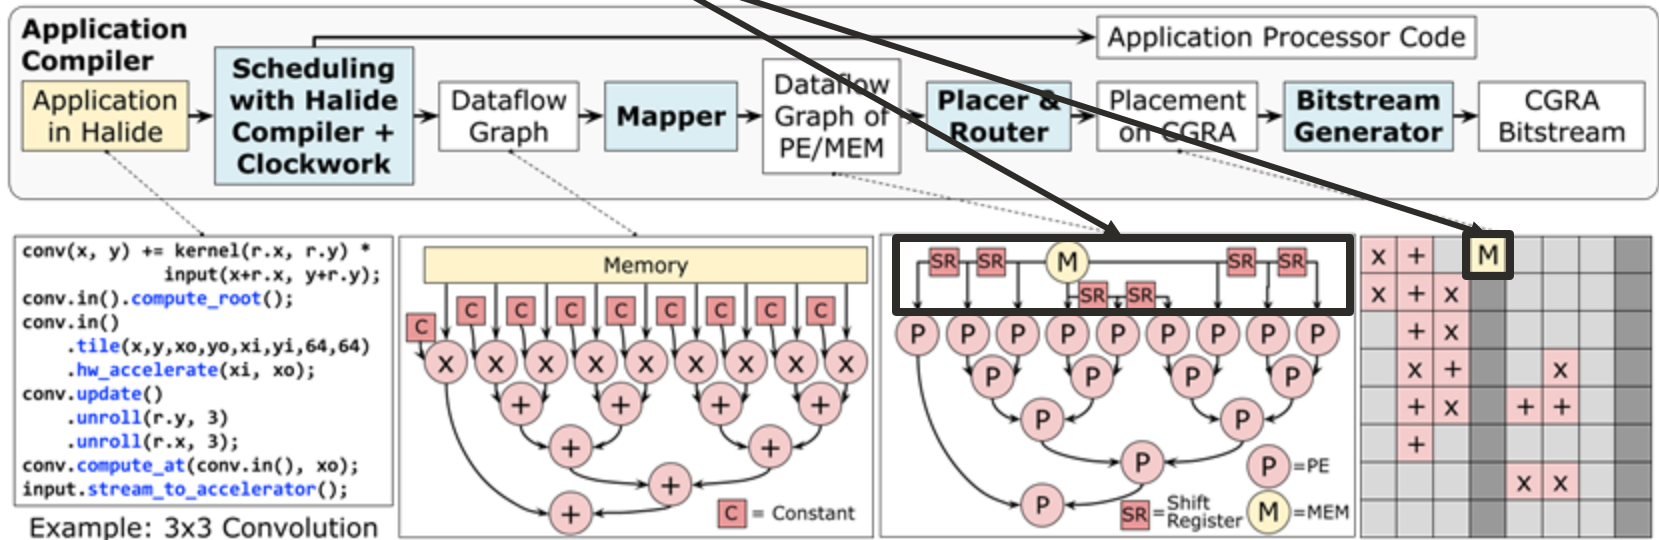 Application
Compiler
Application
in Halide
Scheduling
with Halide
Compiler +
Clockwork
Dataflow
Graph
Mapper
Dataflow
Graph of
PE/MEM
Placer &
Router
Placement
on CGRA
Bitstream
Generator
CGRA
Bitstream
Application Processor Code
conv(x, y) += kernel(r.x, r.y) *
input(x+r.x, y+r.y);
conv.in().compute_root();
conv.in()
.tile(x,y,xo,yo,xi,yi,64,64)
.hw_accelerate(xi, xo);
conv.update()
.unroll(r.y, 3)
.unroll(r.x, 3);
conv.compute_at(conv.in(), xo);
input.stream_to_accelerator();
Example: 3x3 Convolution
Memory
C C C C C C C C C
x x x x x x x x x
+ + + +
+ +
+
+
C = Constant
SR SR M SR SR
SR SR
P P P P P P P P P
P P P P
P P
P
P
P =PE
SR =Shift
Register
M =MEM
x + M
x + x
+ x
x + x
+ x + +
+
x x